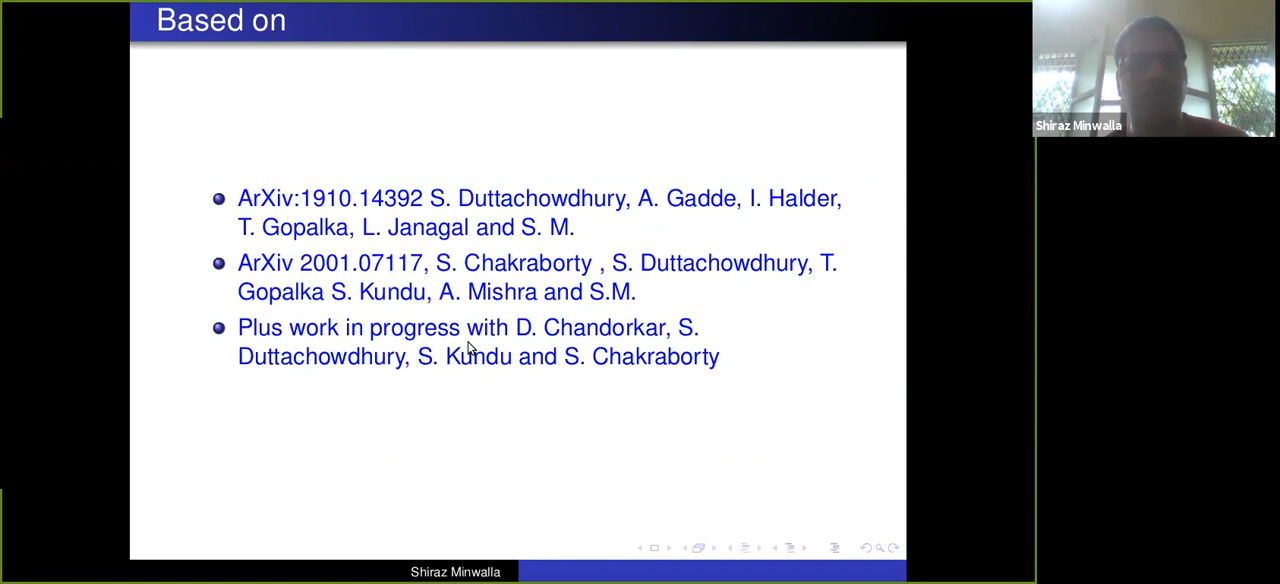 Based on
Shiraz Minwalla
ArXiv:1910.14392 S. Duttachowdhury, A. Gadde, I. Halder,
T. Gopalka, L. Janagal and S. M.
ArXiv 2001.07117, S. Chakraborty , S. Duttachowdhury, T.
Gopalka S. Kundu, A. Mishra and S.M.
Plus work in progress with D. Chandorkar, S.
Duttachowdhury, S. Kundu and S. Chakraborty
Shiraz Minwalla